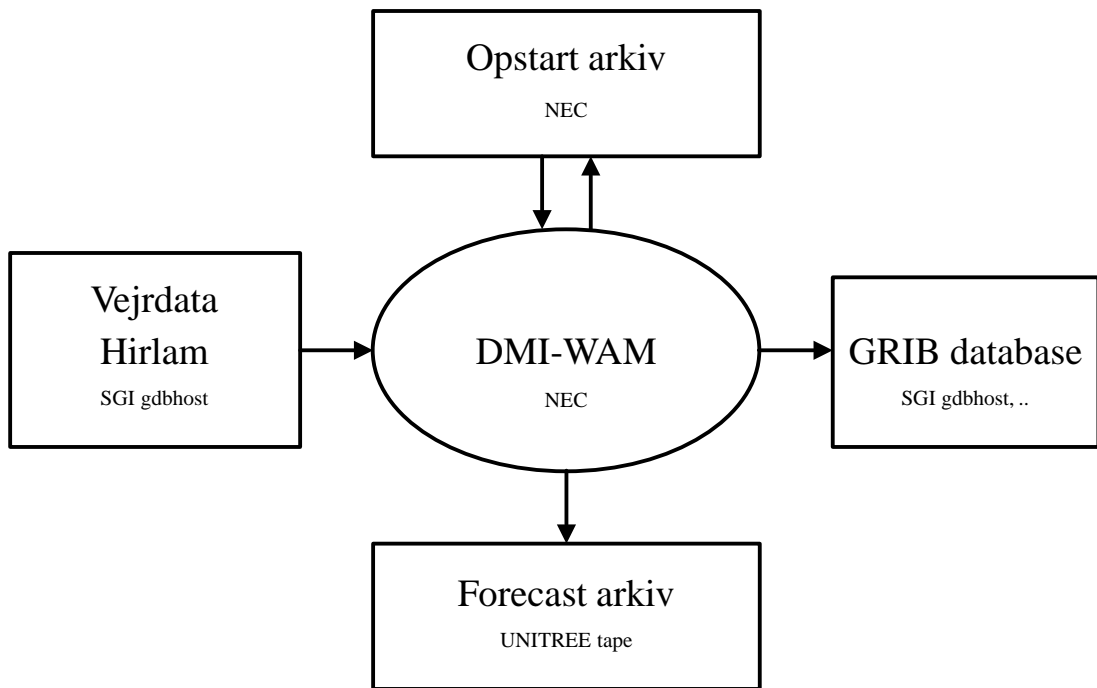 Opstart arkiv
NEC
Vejrdata
Hirlam
SGI gdbhost
DMI-WAM
NEC
GRIB database
SGI gdbhost, ..
Forecast arkiv
UNITREE tape